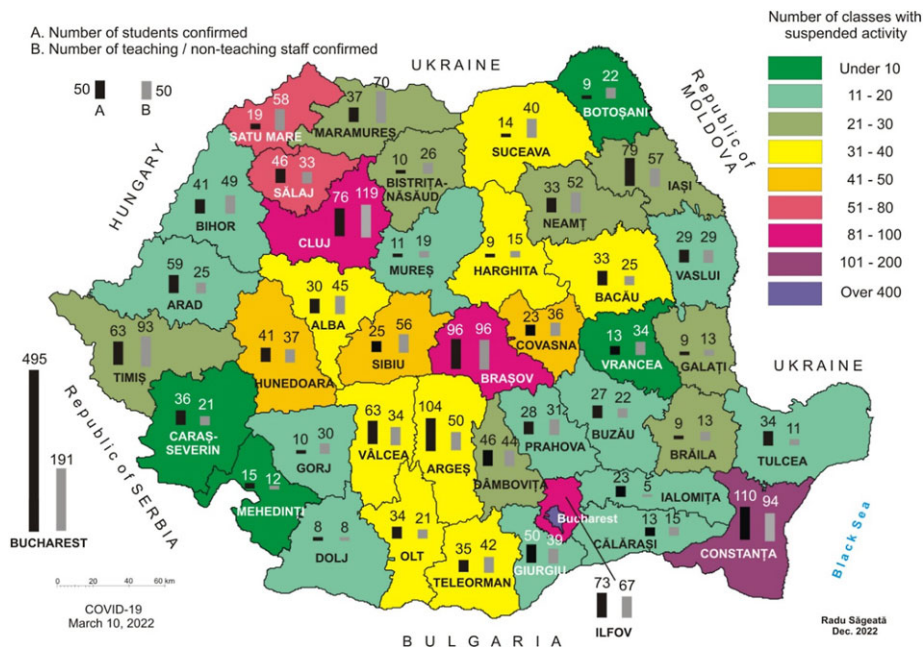 A. Number of students confirmed
B. Number of teaching / non-teaching staff confirmed
50 A
50 B
Number of classes with
suspended activity
Under 10
11 - 20
21 - 30
31 - 40
41 - 50
51 - 80
81 - 100
101 - 200
Over 400
UKRAINE
Republic of
MOLDOVA
HUNGARY
19 58
SATU MARE
37 70
MARAMUREȘ
14 40
SUCEAVA
9 22
BOTOȘANI
46 33
SĂLAJ
10 26
BISTRIȚA-
NĂSĂUD
79 57
IAȘI
41 49
BIHOR
76 119
CLUJ
33 52
NEAMȚ
11 19
MUREȘ
9 15
HARGHITA
33 25
BACĂU
29 29
VASLUI
59 25
ARAD
30 45
ALBA
63 93
TIMIȘ
41 37
HUNEDOARA
25 56
SIBIU
96 96
BRAȘOV
23 36
COVASNA
13 34
VRANCEA
9 13
GALAȚI
UKRAINE
495
191
BUCHAREST
Republic of SERBIA
36 21
CARAȘ-
SEVERIN
10 30
GORJ
63 34
VÂLCEA
104 50
ARGEȘ
46 44
DÂMBOVIȚA
28 31
PRAHOVA
27 22
BUZĂU
9 13
BRĂILA
34 11
TULCEA
15 12
MEHEDINȚI
8 8
DOLJ
34 21
OLT
35 42
TELEORMAN
50 39
GIURGIU
Bucharest
23 5
IALOMIȚA
13 15
CĂLĂRAȘI
110 94
CONSTANȚA
Black Sea
73 67
ILFOV
0 20 40 60 km
COVID-19
March 10, 2022
BULGARIA
Radu Săgeată
Dec. 2022